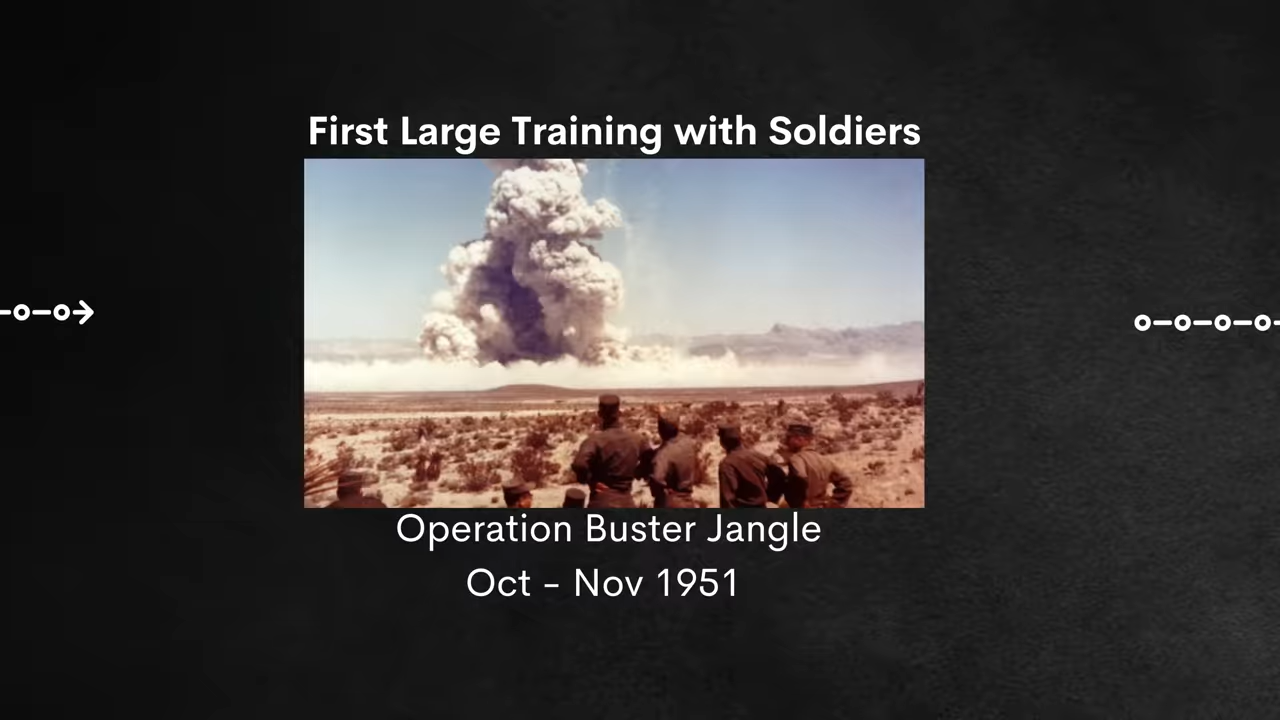 First Large Training with Soldiers
Operation Buster Jangle
Oct - Nov 1951